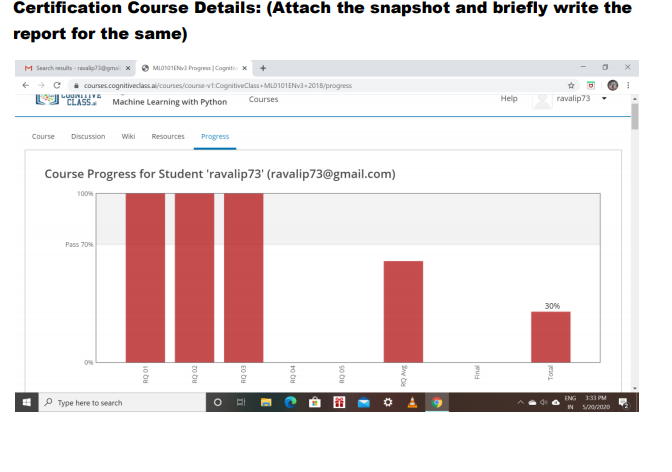 Certification Course Details: (Attach the snapshot and briefly write the
report for the same)
Search results - ravalip73@gmai
ML0101ENv3 Progress | Cognitiv
courses.cognitiveclass.ai/courses/course-v1:CognitiveClass+ML0101ENv3+2018/progress
COGNITIVE
CLASS.ai
Machine Learning with Python
Courses
Help
ravalip73
Course
Discussion
Wiki
Resources
Progress
Course Progress for Student 'ravalip73' (ravalip73@gmail.com)
100%
Pass 70%
30%
0%
RQ 01
RQ 02
RQ 03
RQ 04
RQ 05
RQ Avg
Final
Total
Type here to search
ENG
IN
3:33 PM
5/20/2020
2